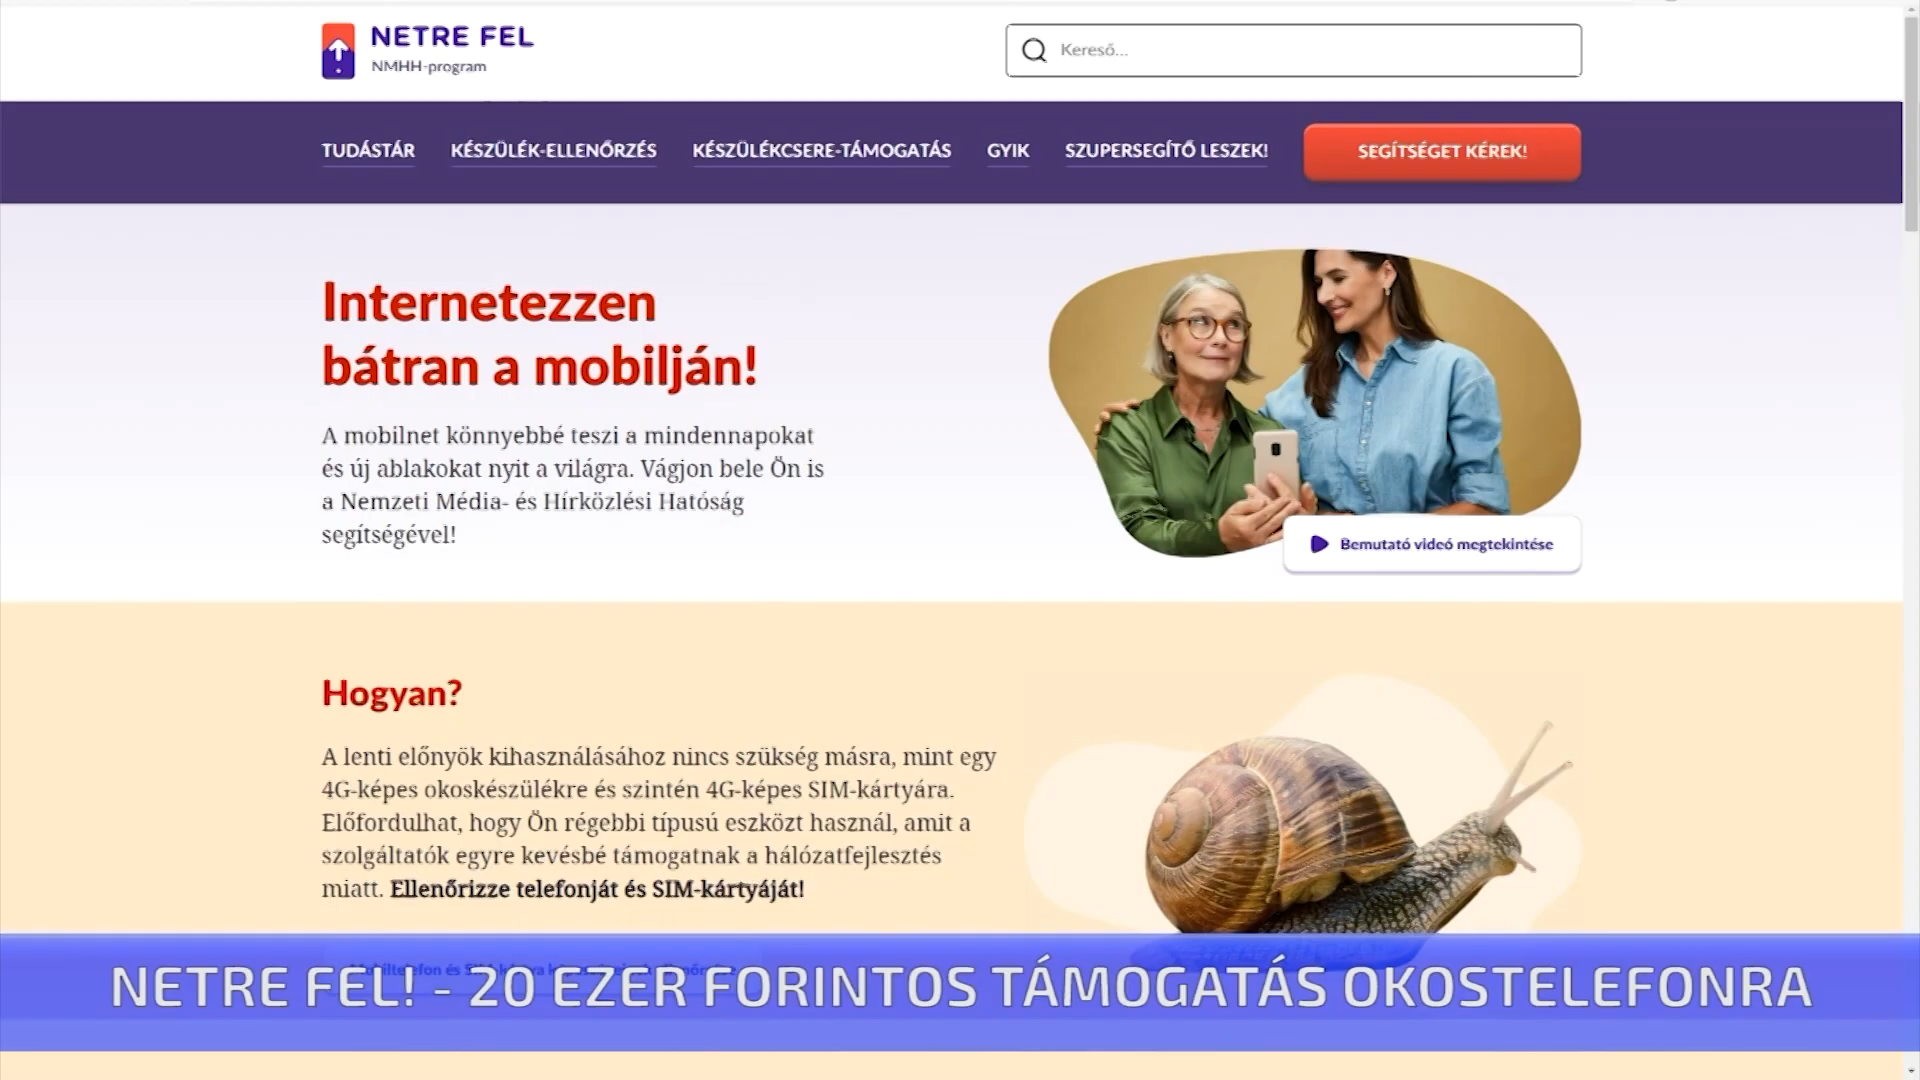 NETRE FEL
NMHH-program
Kereső...
TUDÁSTÁR
KÉSZÜLÉK-ELLENŐRZÉS
KÉSZÜLÉKCSERE-TÁMOGATÁS
GYIK
SZUPERSEGÍTŐ LESZEK!
SEGÍTSÉGET KÉREK!
Internetezzen
bátran a mobilján!
A mobilnet könnyebbé teszi a mindennapokat
és új ablakokat nyit a világra. Vágjon bele Ön is
a Nemzeti Média- és Hírközlési Hatóság
segítségével!
Bemutató videó megtekintése
Hogyan?
A lenti előnyök kihasználásához nincs szükség másra, mint egy
4G-képes okoskészülékre és szintén 4G-képes SIM-kártyára.
Előfordulhat, hogy Ön régebbi típusú eszközt használ, amit a
szolgáltatók egyre kevésbé támogatnak a hálózatfejlesztés
miatt. Ellenőrizze telefonját és SIM-kártyáját!
NETRE FEL! - 20 EZER FORINTOS TÁMOGATÁS OKOSTELEFONRA